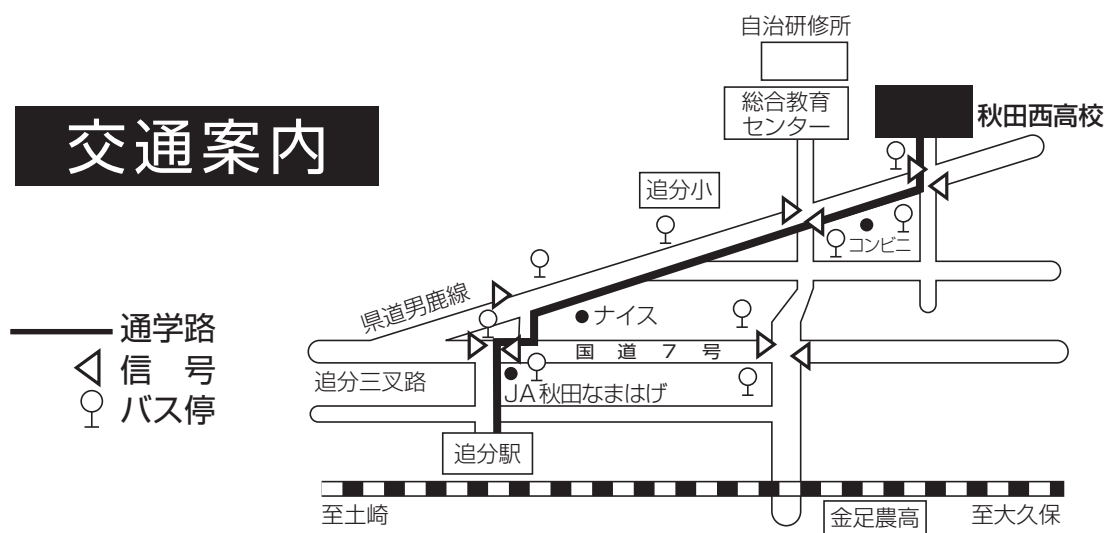 自治研修所
総合教育
センター
秋田西高校
交通案内
追分小
コンビニ
県道男鹿線
ナイス
通学路
信 号
バス停
国 道 7 号
追分三叉路
JA秋田なまはげ
追分駅
至土崎
金足農高
至大久保